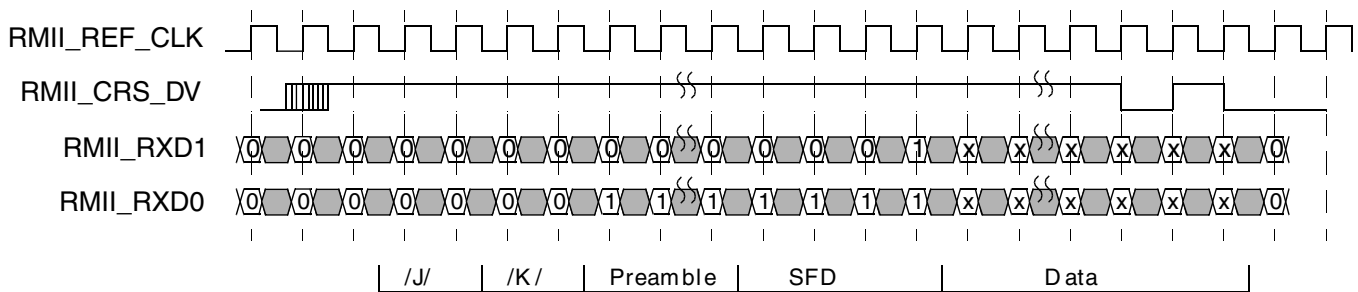 RMII_REF_CLK
RMII_CRS_DV
RMII_RXD1 0 0 0 0 0 0 0 0 0 0 0 0 0 1 x x x x x x 0
RMII_RXD0 0 0 0 0 0 0 0 1 1 1 1 1 1 1 x x x x x x 0
/J/ /K/ Preamble SFD Data